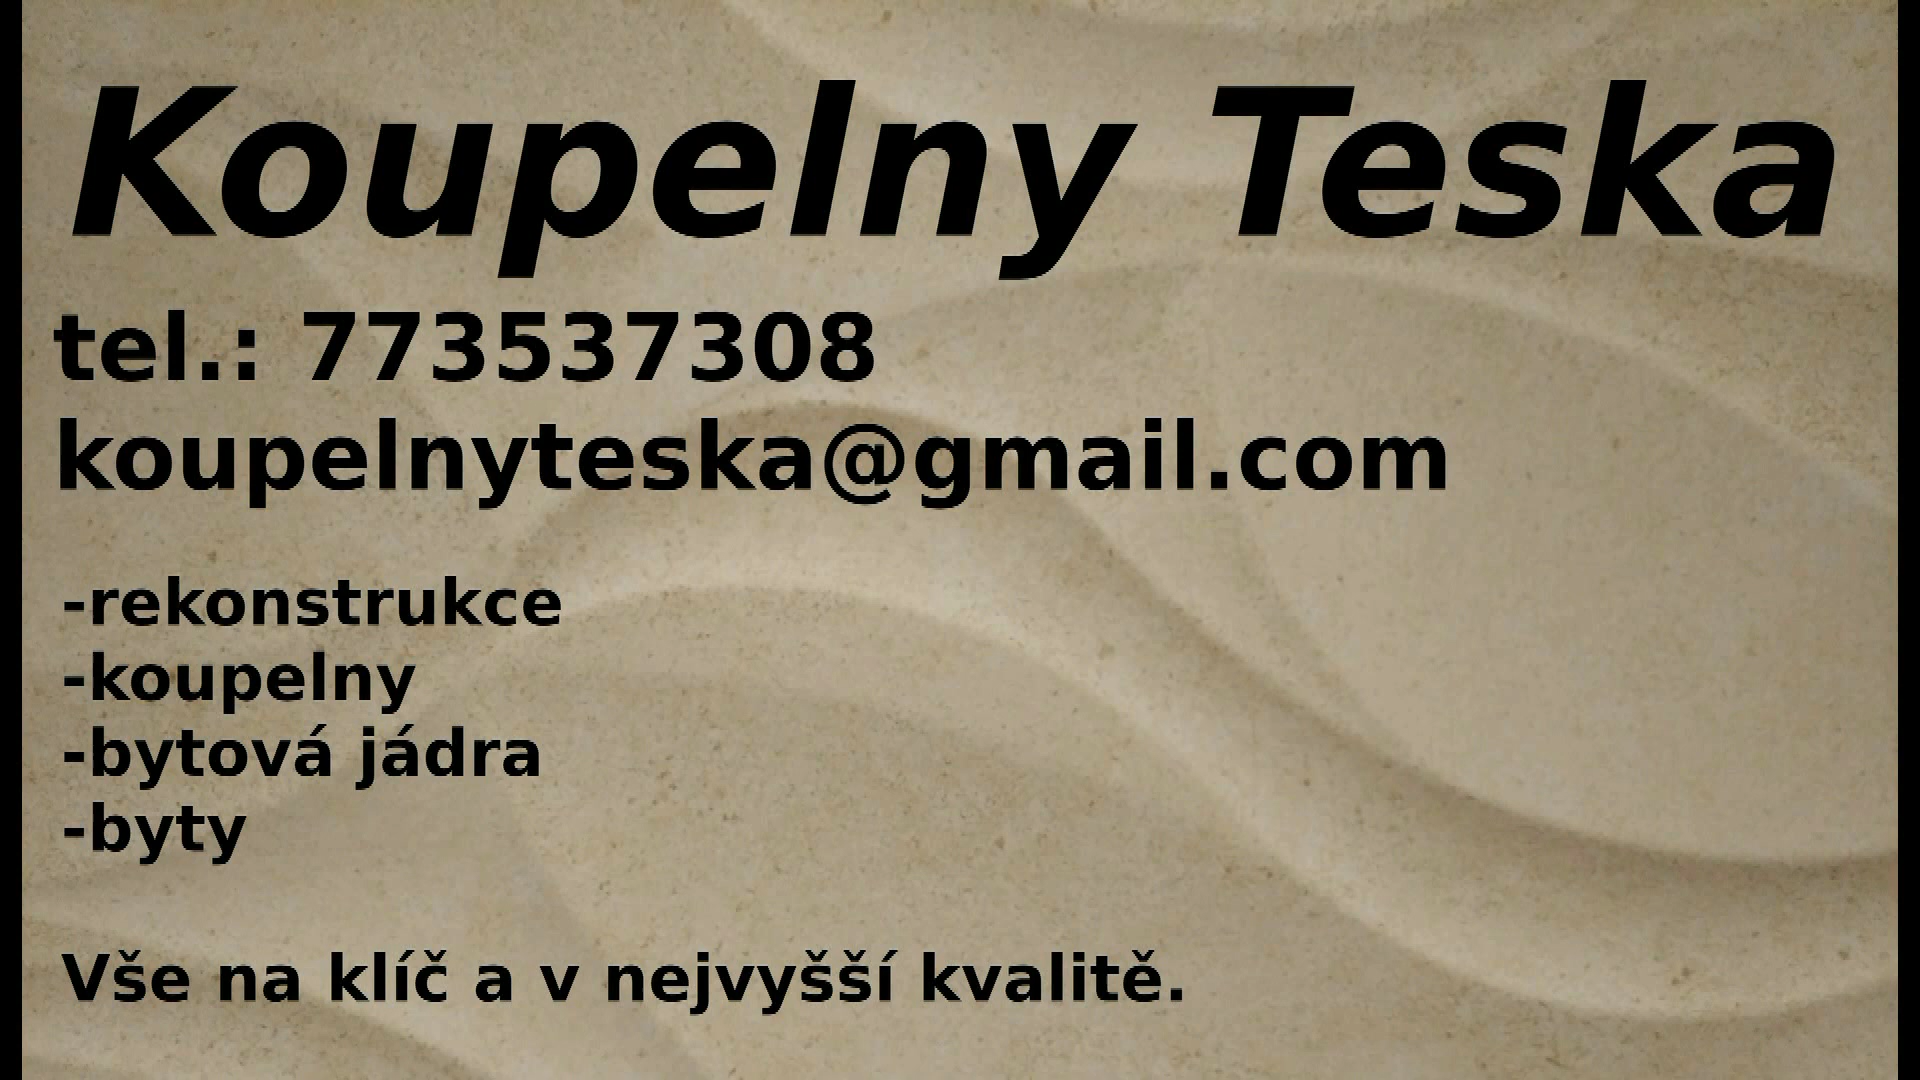 Koupelny Teska
tel.: 773537308
koupelnyteska@gmail.com
-rekonstrukce
-koupelny
-bytová jádra
-byty
Vše na klíč a v nejvyšší kvalitě.